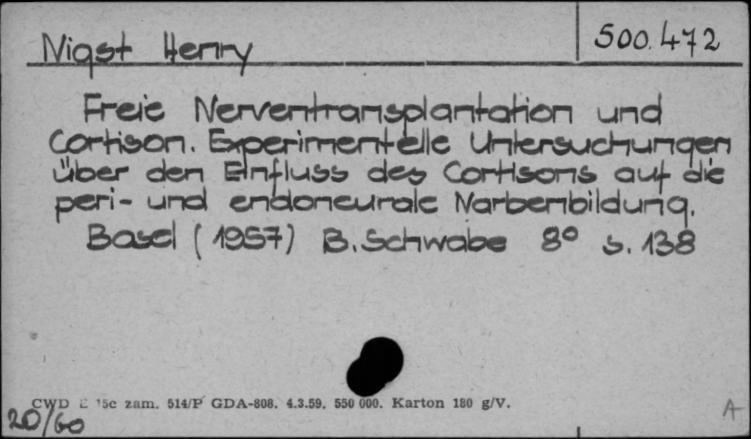 Nigst Henry
500.472
Freie Nerventransplantation und
Cortison. Experimentelle Untersuchungen
über den Einfluss des Cortisons auf die
peri- und endoneurale Narbenbildung.
Basel (1957) B. Schwabe 8° s. 138
CWD E 15c zam. 514/P GDA-808. 4.3.59. 550 000. Karton 180 g/V.
20/60
A